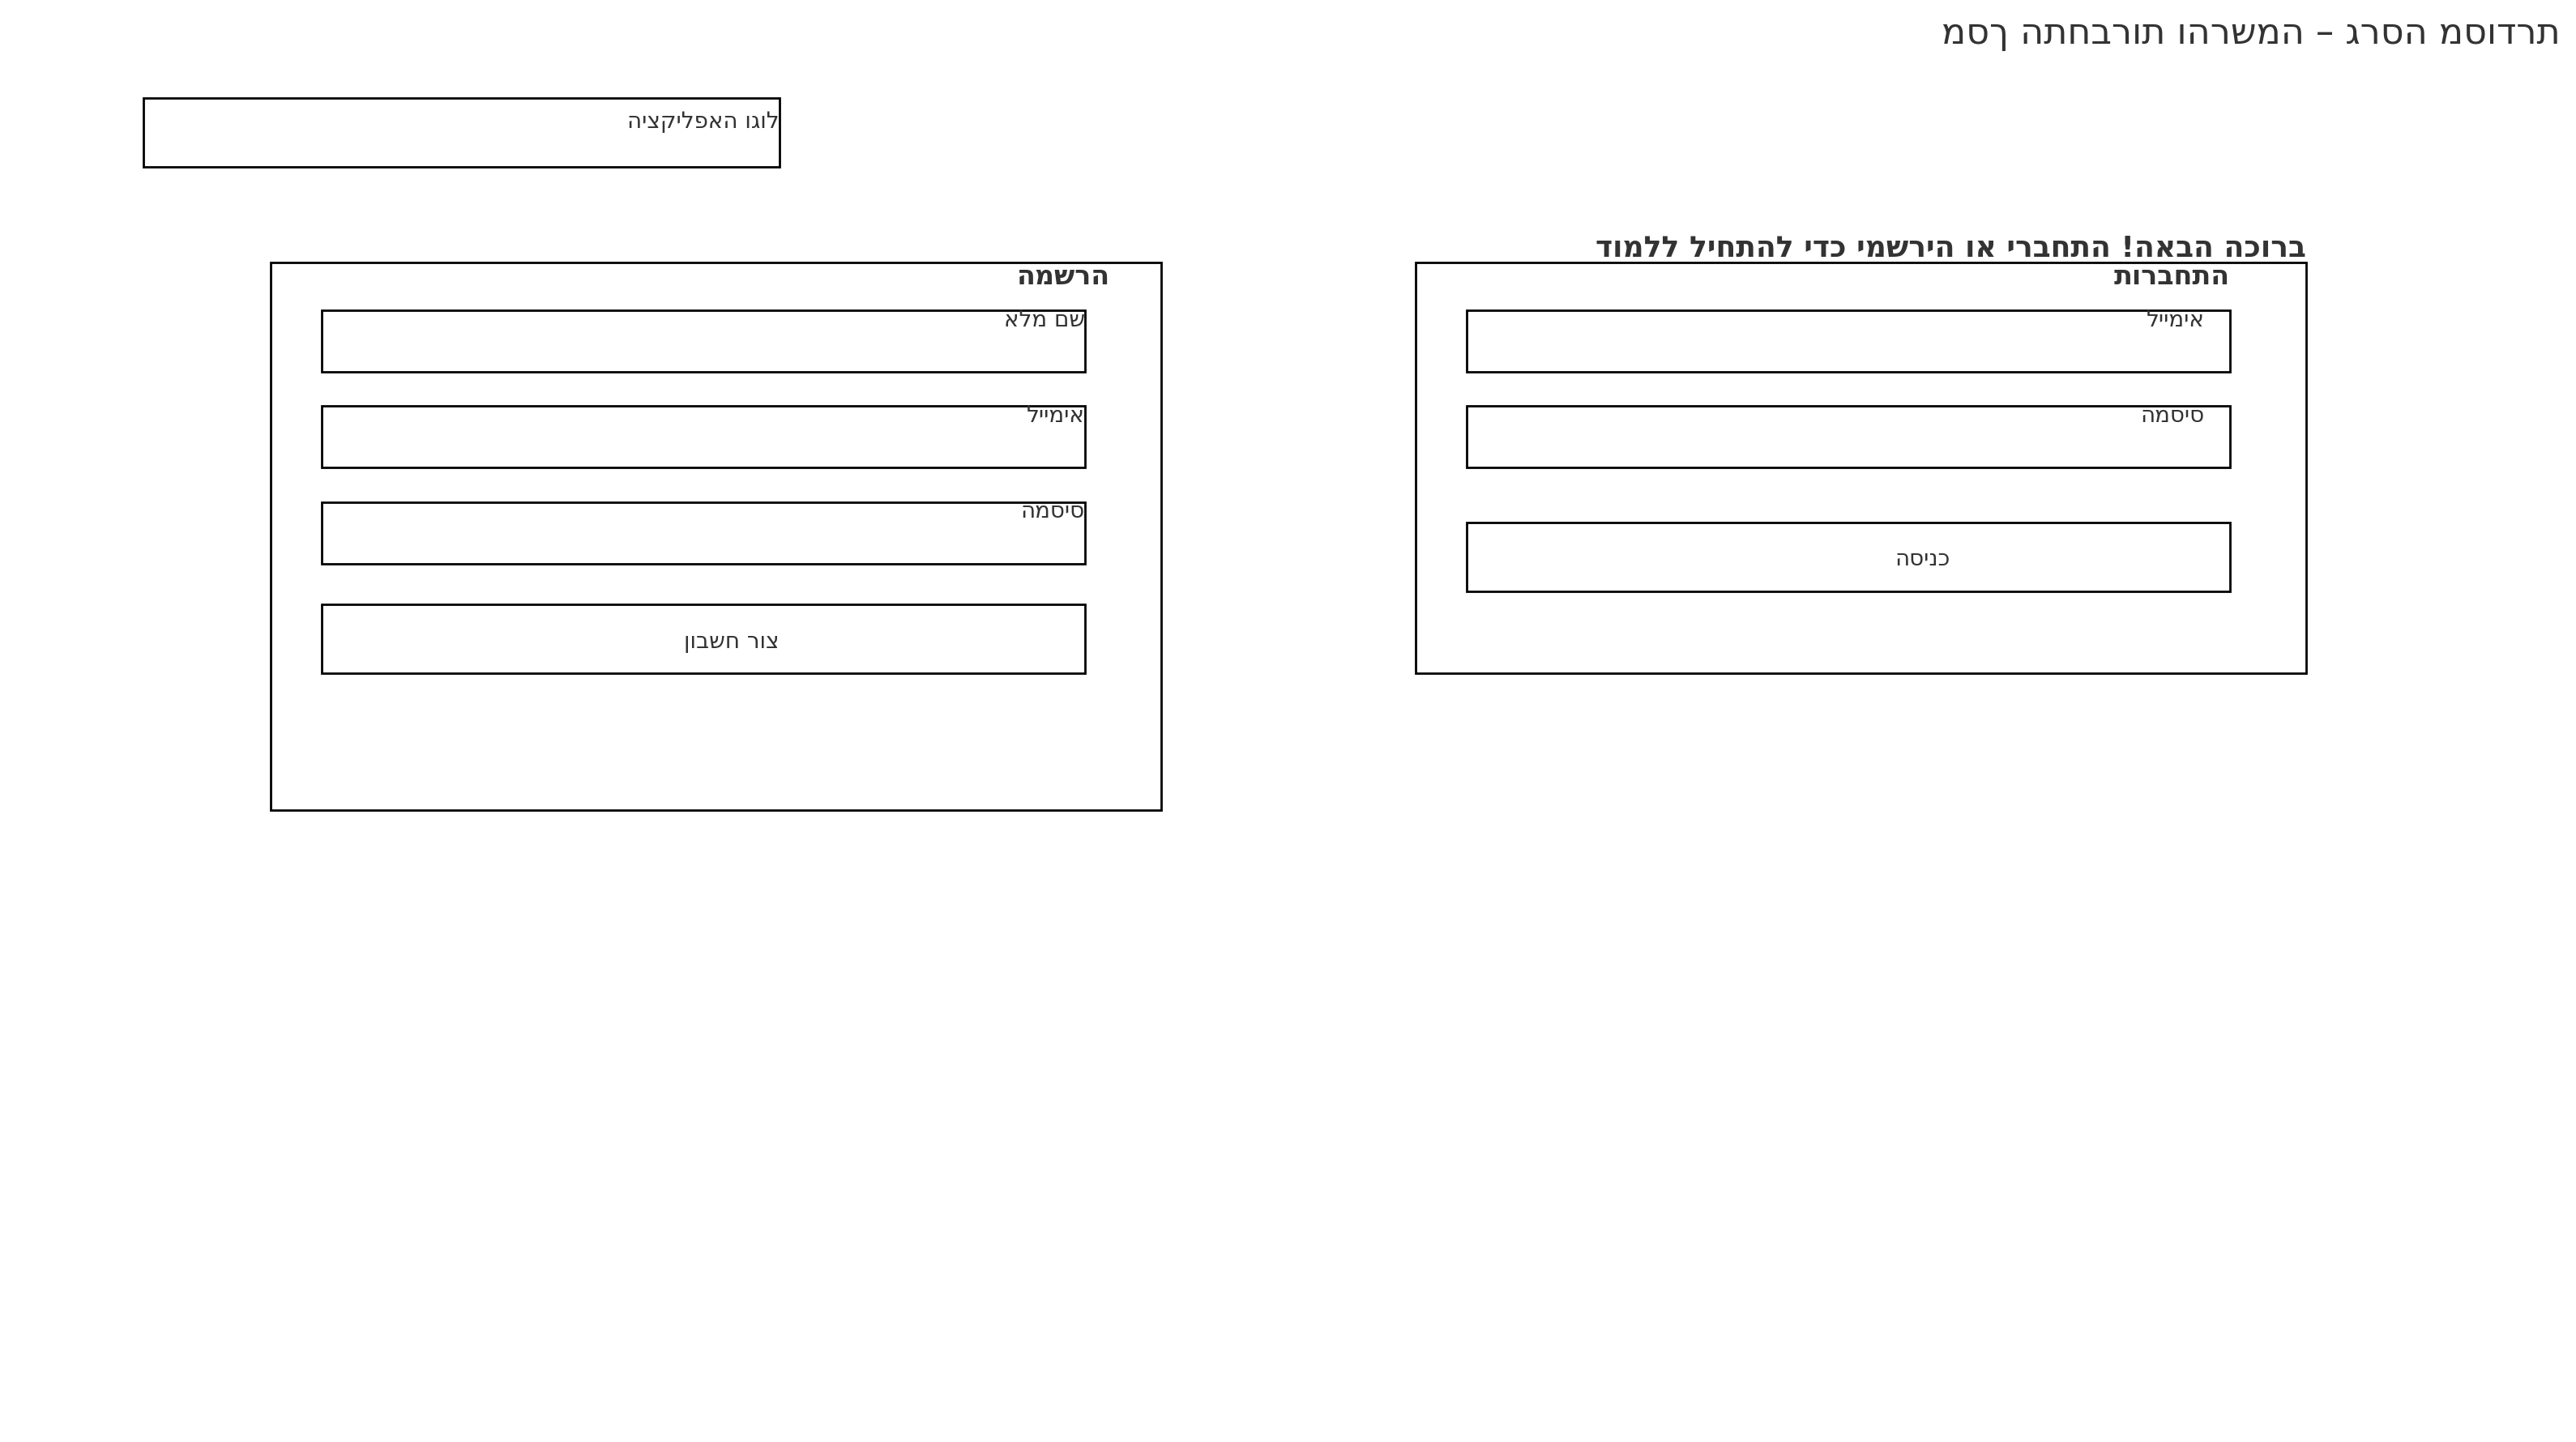 תרדוסמ הסרג – המשרהו תורבחתה ךסמ
לוגו האפליקציה
ברוכה הבאה! התחברי או הירשמי כדי להתחיל ללמוד
התחברות
אימייל
סיסמה
כניסה
הרשמה
שם מלא
אימייל
סיסמה
צור חשבון